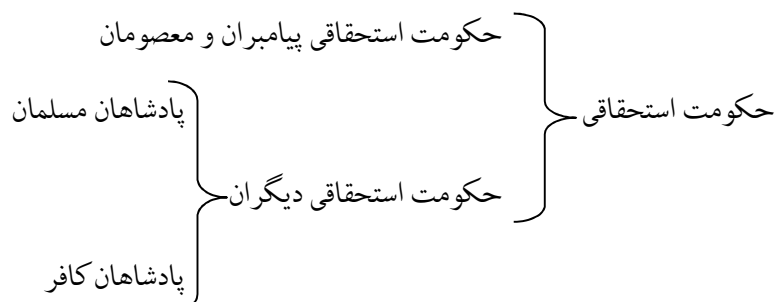 حکومت استحقاقی پیامبران و معصومان
پادشاهان مسلمان
حکومت استحقاقی
حکومت استحقاقی دیگران
پادشاهان کافر